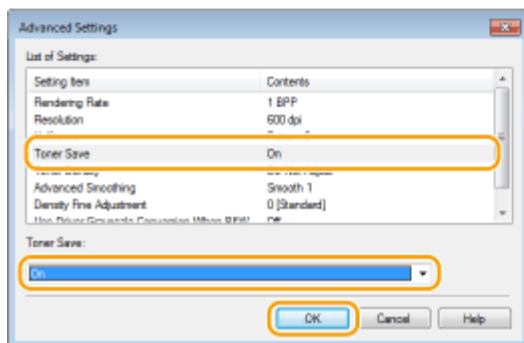 Advanced Settings
List of Settings:
Setting Item Contents
Rendering Rate 1 BPP
Resolution 600 dpi
Toner Save On
Advanced Smoothing Smooth 1
Density Fine Adjustment 0 [Standard]
Toner Save:
On
OK Cancel Help